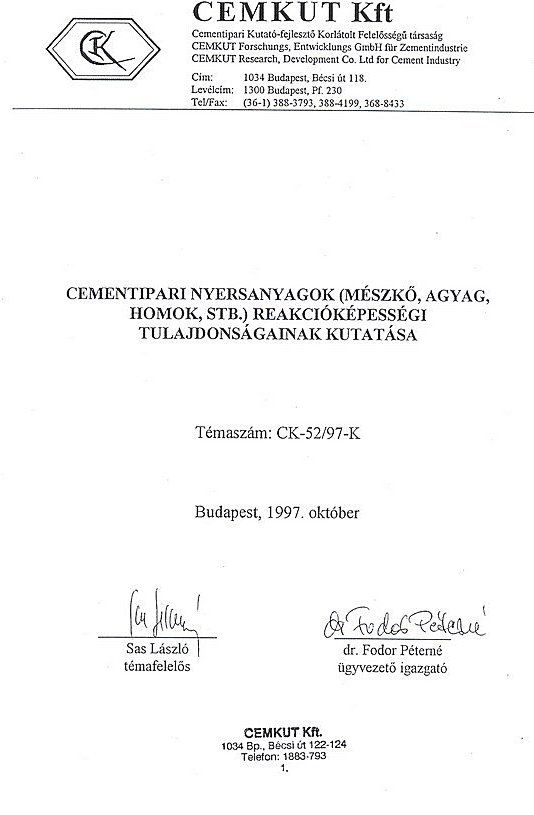 CEMKUT Kft
Cementipari Kutató-fejlesztő Korlátolt Felelősségű társaság
CEMKUT Forschungs, Entwicklungs GmbH für Zementindustrie
CEMKUT Research, Development Co. Ltd for Cement Industry
Cím: 1034 Budapest, Bécsi út 118.
Levélcím: 1300 Budapest, Pf. 230
Tel/Fax: (36-1) 388-3793, 388-4199, 368-8433
CEMENTIPARI NYERSANYAGOK (MÉSZKŐ, AGYAG,
HOMOK, STB.) REAKCIÓKÉPESSÉGI
TULAJDONSÁGAINAK KUTATÁSA
Témaszám: CK-52/97-K
Budapest, 1997. október
dr Fodor Péterné
Sas László
témafelelős
dr. Fodor Péterné
ügyvezető igazgató
CEMKUT Kft.
1034 Bp., Bécsi út 122-124
Telefon: 1883-793
1.